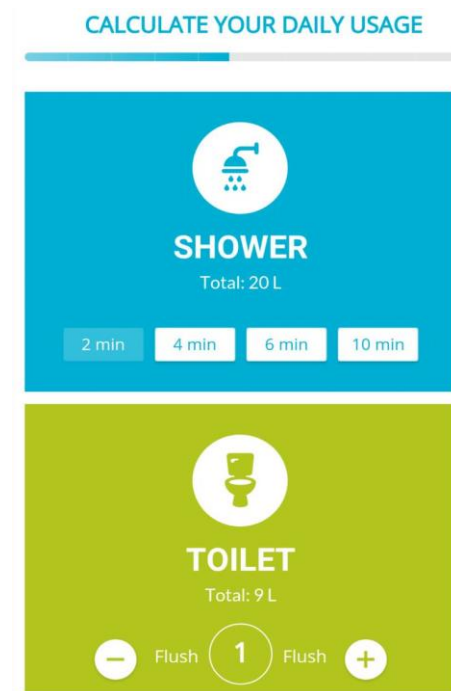 CALCULATE YOUR DAILY USAGE
SHOWER
Total: 20 L
2 min 4 min 6 min 10 min
TOILET
Total: 9 L
− Flush 1 Flush +